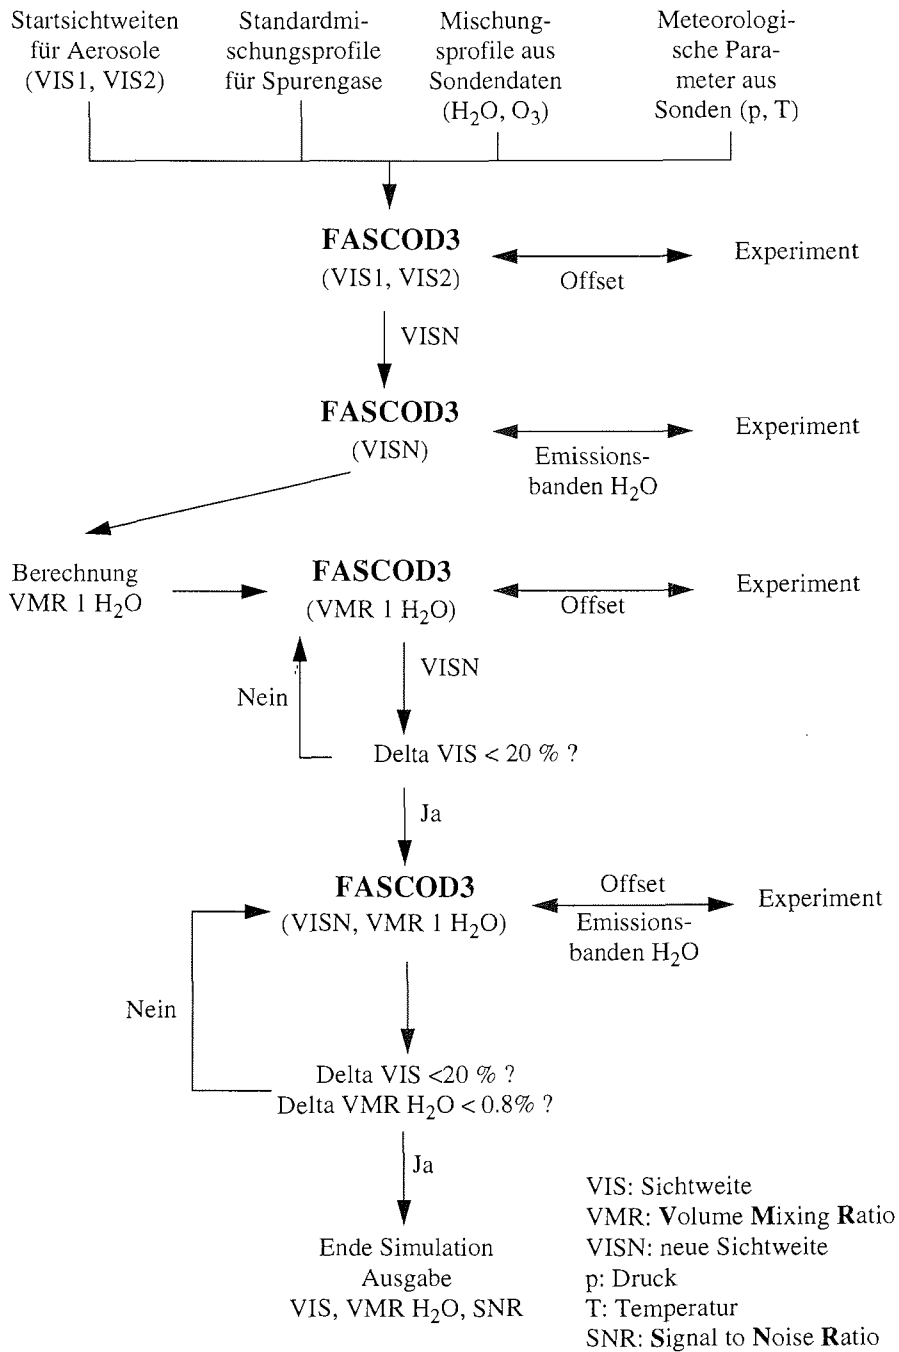 Startsichtweiten
für Aerosole
(VIS1, VIS2)
Standardmi-
schungsprofile
für Spurengase
Mischung-
sprofile aus
Sondendaten
(H₂O, O₃)
Meteorologi-
sche Para-
meter aus
Sonden (p, T)
FASCOD3
(VIS1, VIS2)
Offset
Experiment
VISN
FASCOD3
(VISN)
Emissions-
banden H₂O
Experiment
Berechnung
VMR 1 H₂O
FASCOD3
(VMR 1 H₂O)
Offset
Experiment
VISN
Nein
Delta VIS < 20 % ?
Ja
FASCOD3
(VISN, VMR 1 H₂O)
Offset
Emissions-
banden H₂O
Experiment
Nein
Delta VIS <20 % ?
Delta VMR H₂O < 0.8% ?
Ja
Ende Simulation
Ausgabe
VIS, VMR H₂O, SNR
VIS: Sichtweite
VMR: Volume Mixing Ratio
VISN: neue Sichtweite
p: Druck
T: Temperatur
SNR: Signal to Noise Ratio